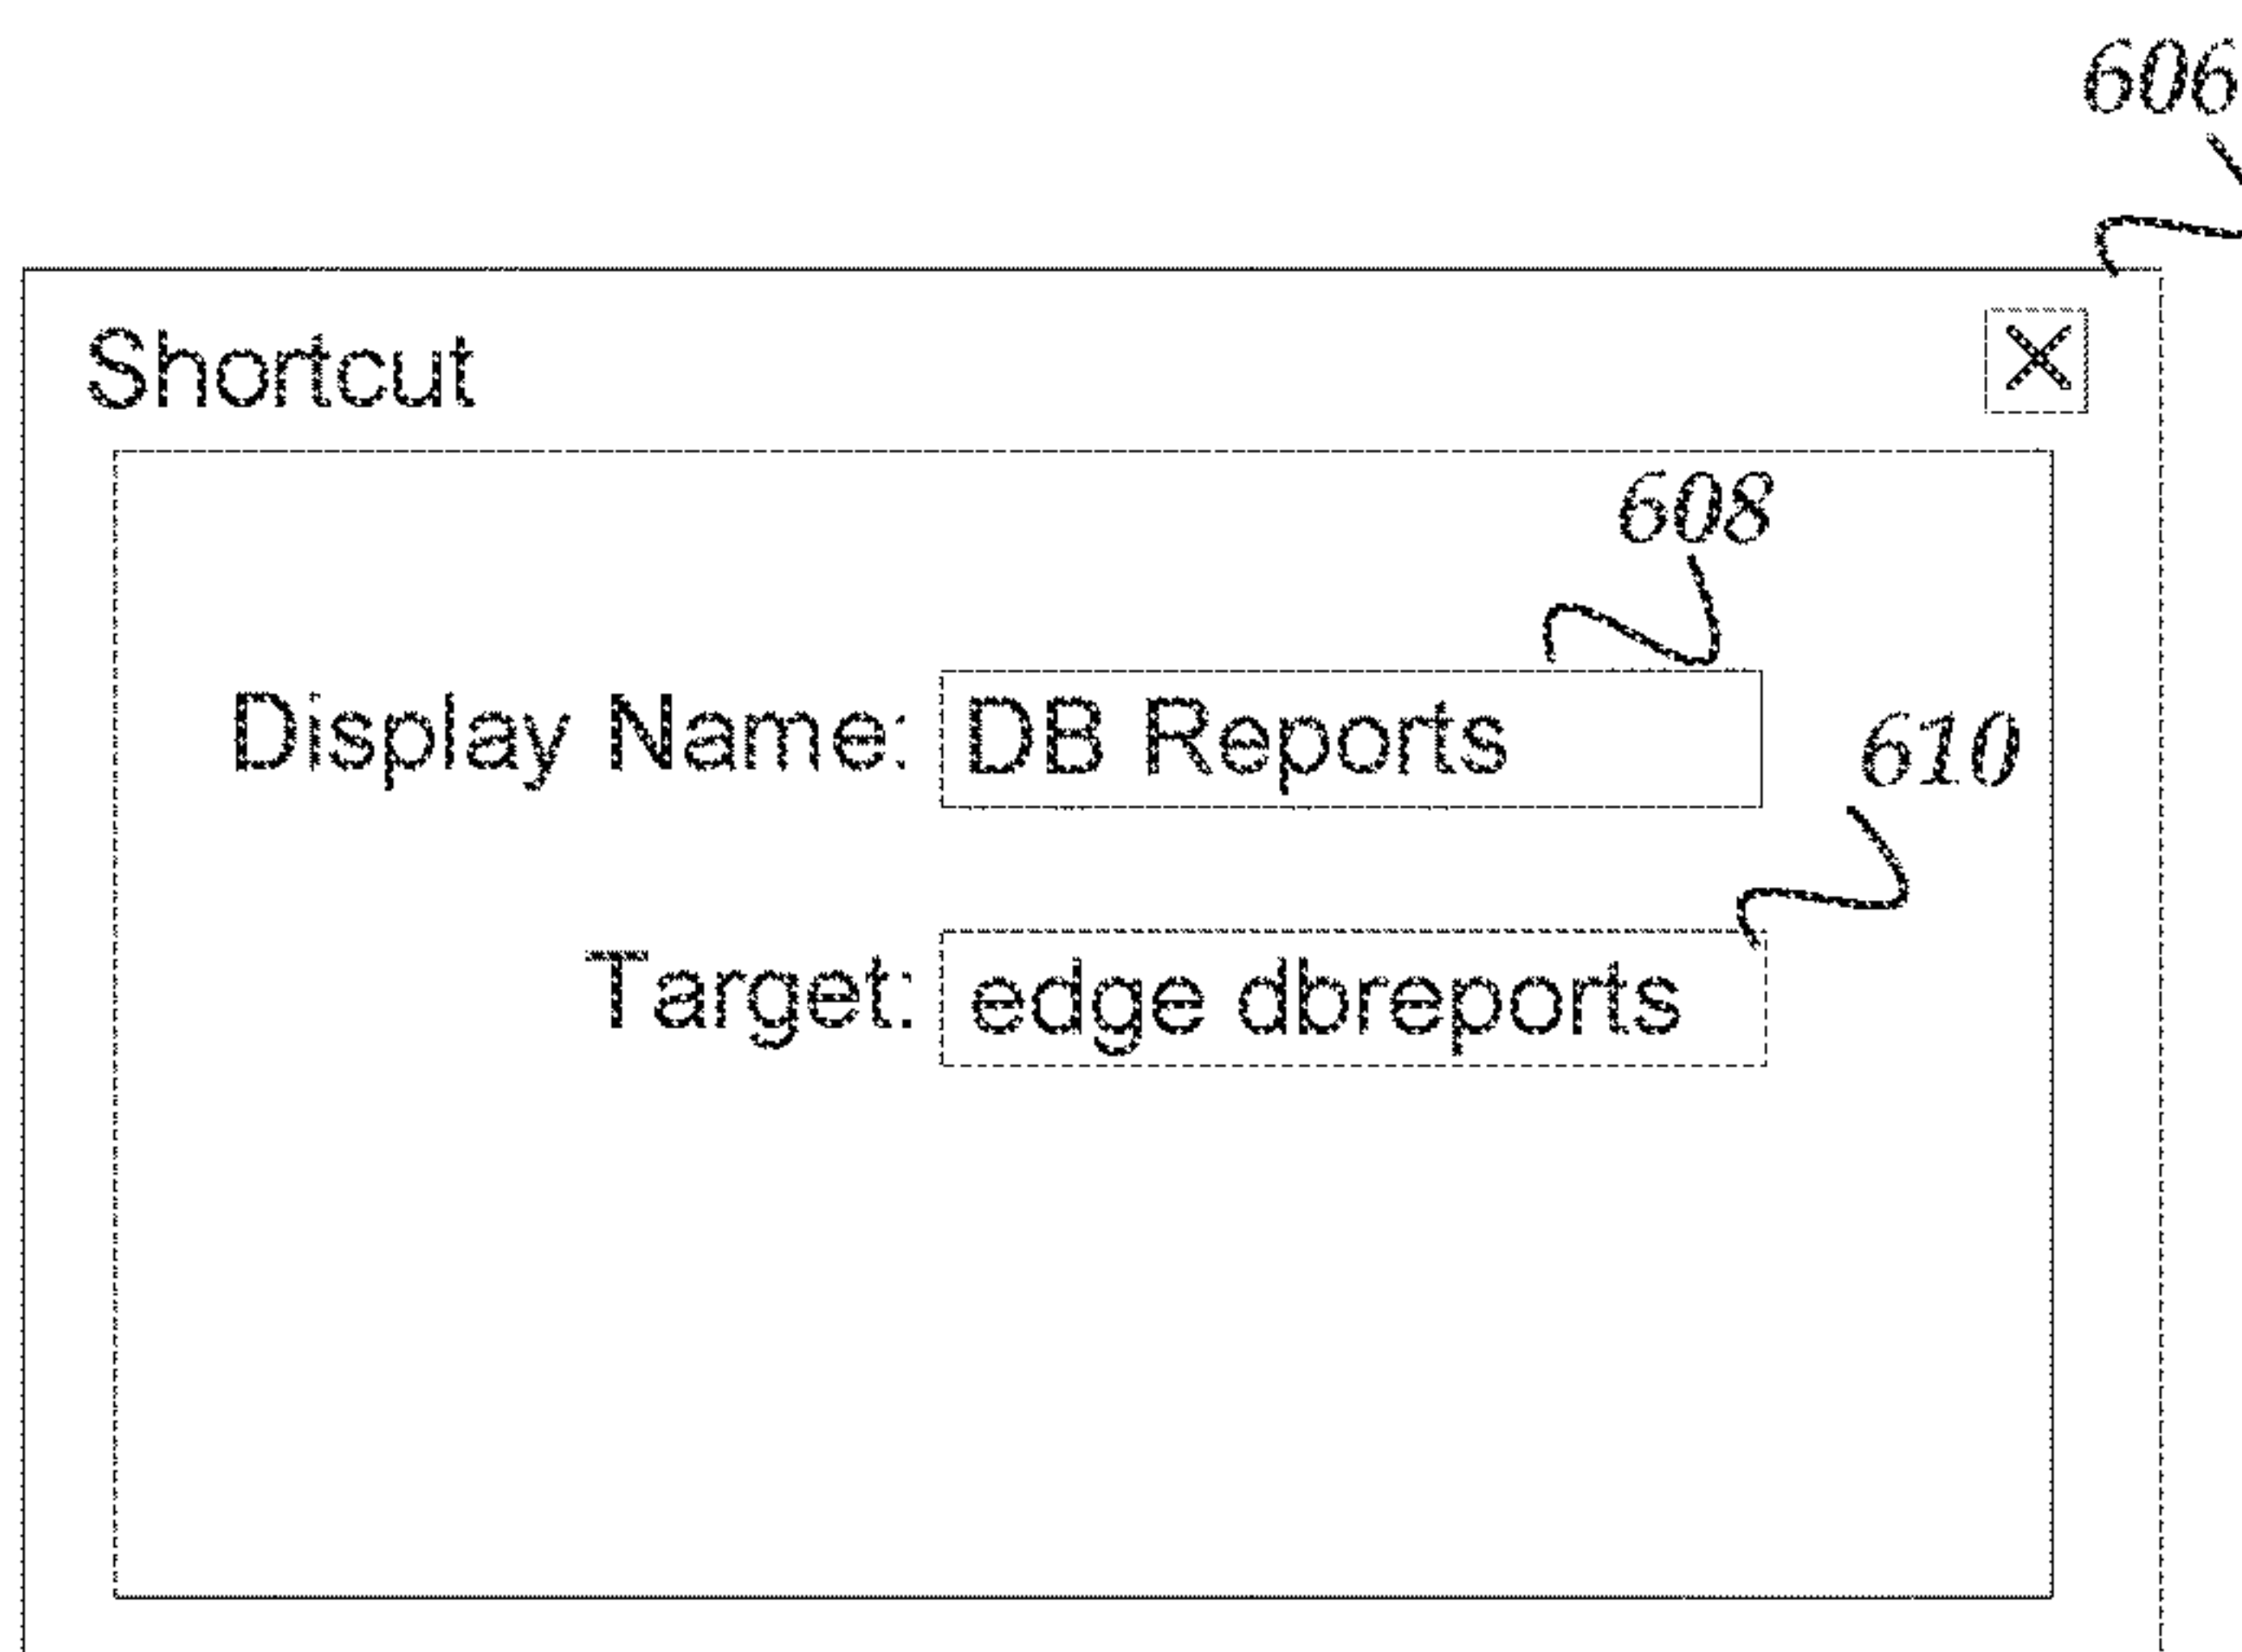 606
Shortcut X
608
Display Name: DB Reports
610
Target: edge dbreports